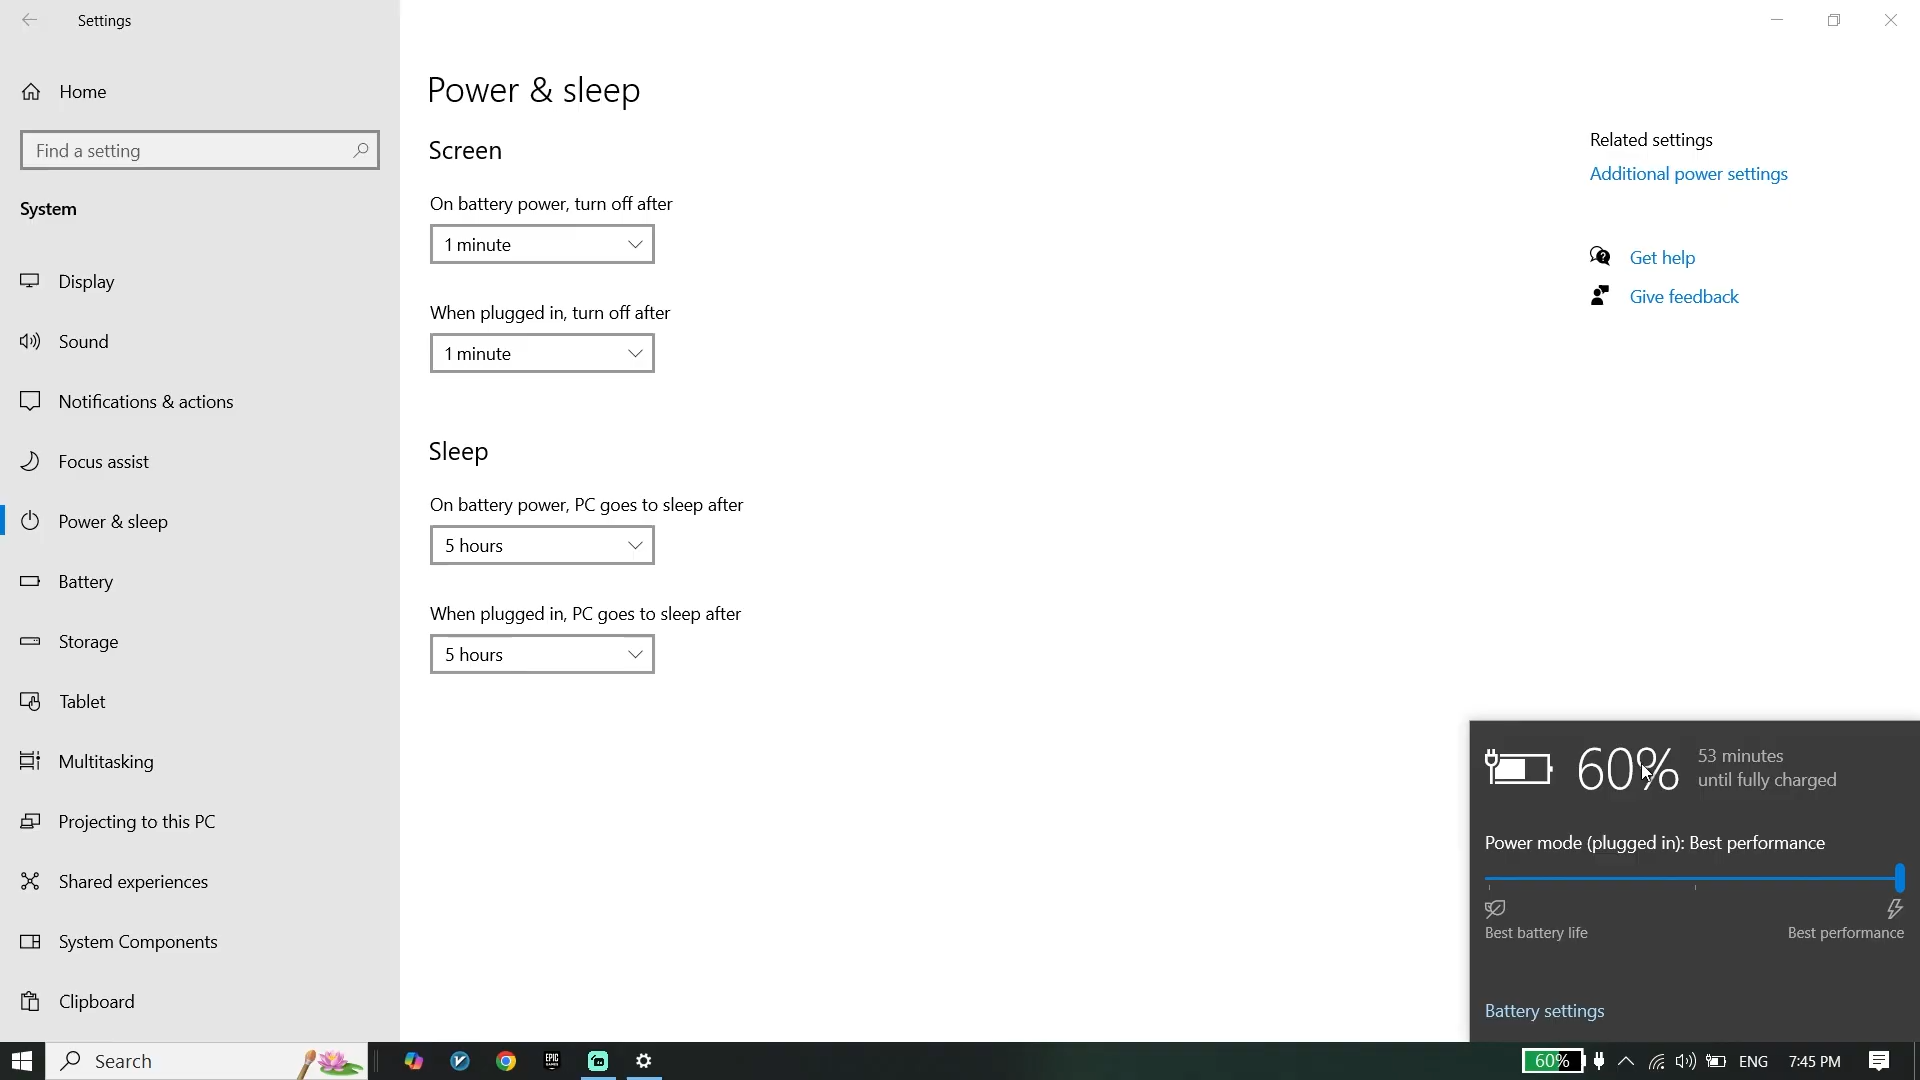 Settings
Home
Find a setting
System
Display
Sound
Notifications & actions
Focus assist
Power & sleep
Battery
Storage
Tablet
Multitasking
Projecting to this PC
Shared experiences
System Components
Clipboard
Power & sleep
Screen
On battery power, turn off after
1 minute
When plugged in, turn off after
1 minute
Sleep
On battery power, PC goes to sleep after
5 hours
When plugged in, PC goes to sleep after
5 hours
Related settings
Additional power settings
Get help
Give feedback
60%
53 minutes
until fully charged
Power mode (plugged in): Best performance
Best battery life
Best performance
Battery settings
Search
EPIC
GAMES
60%
ENG
7:45 PM